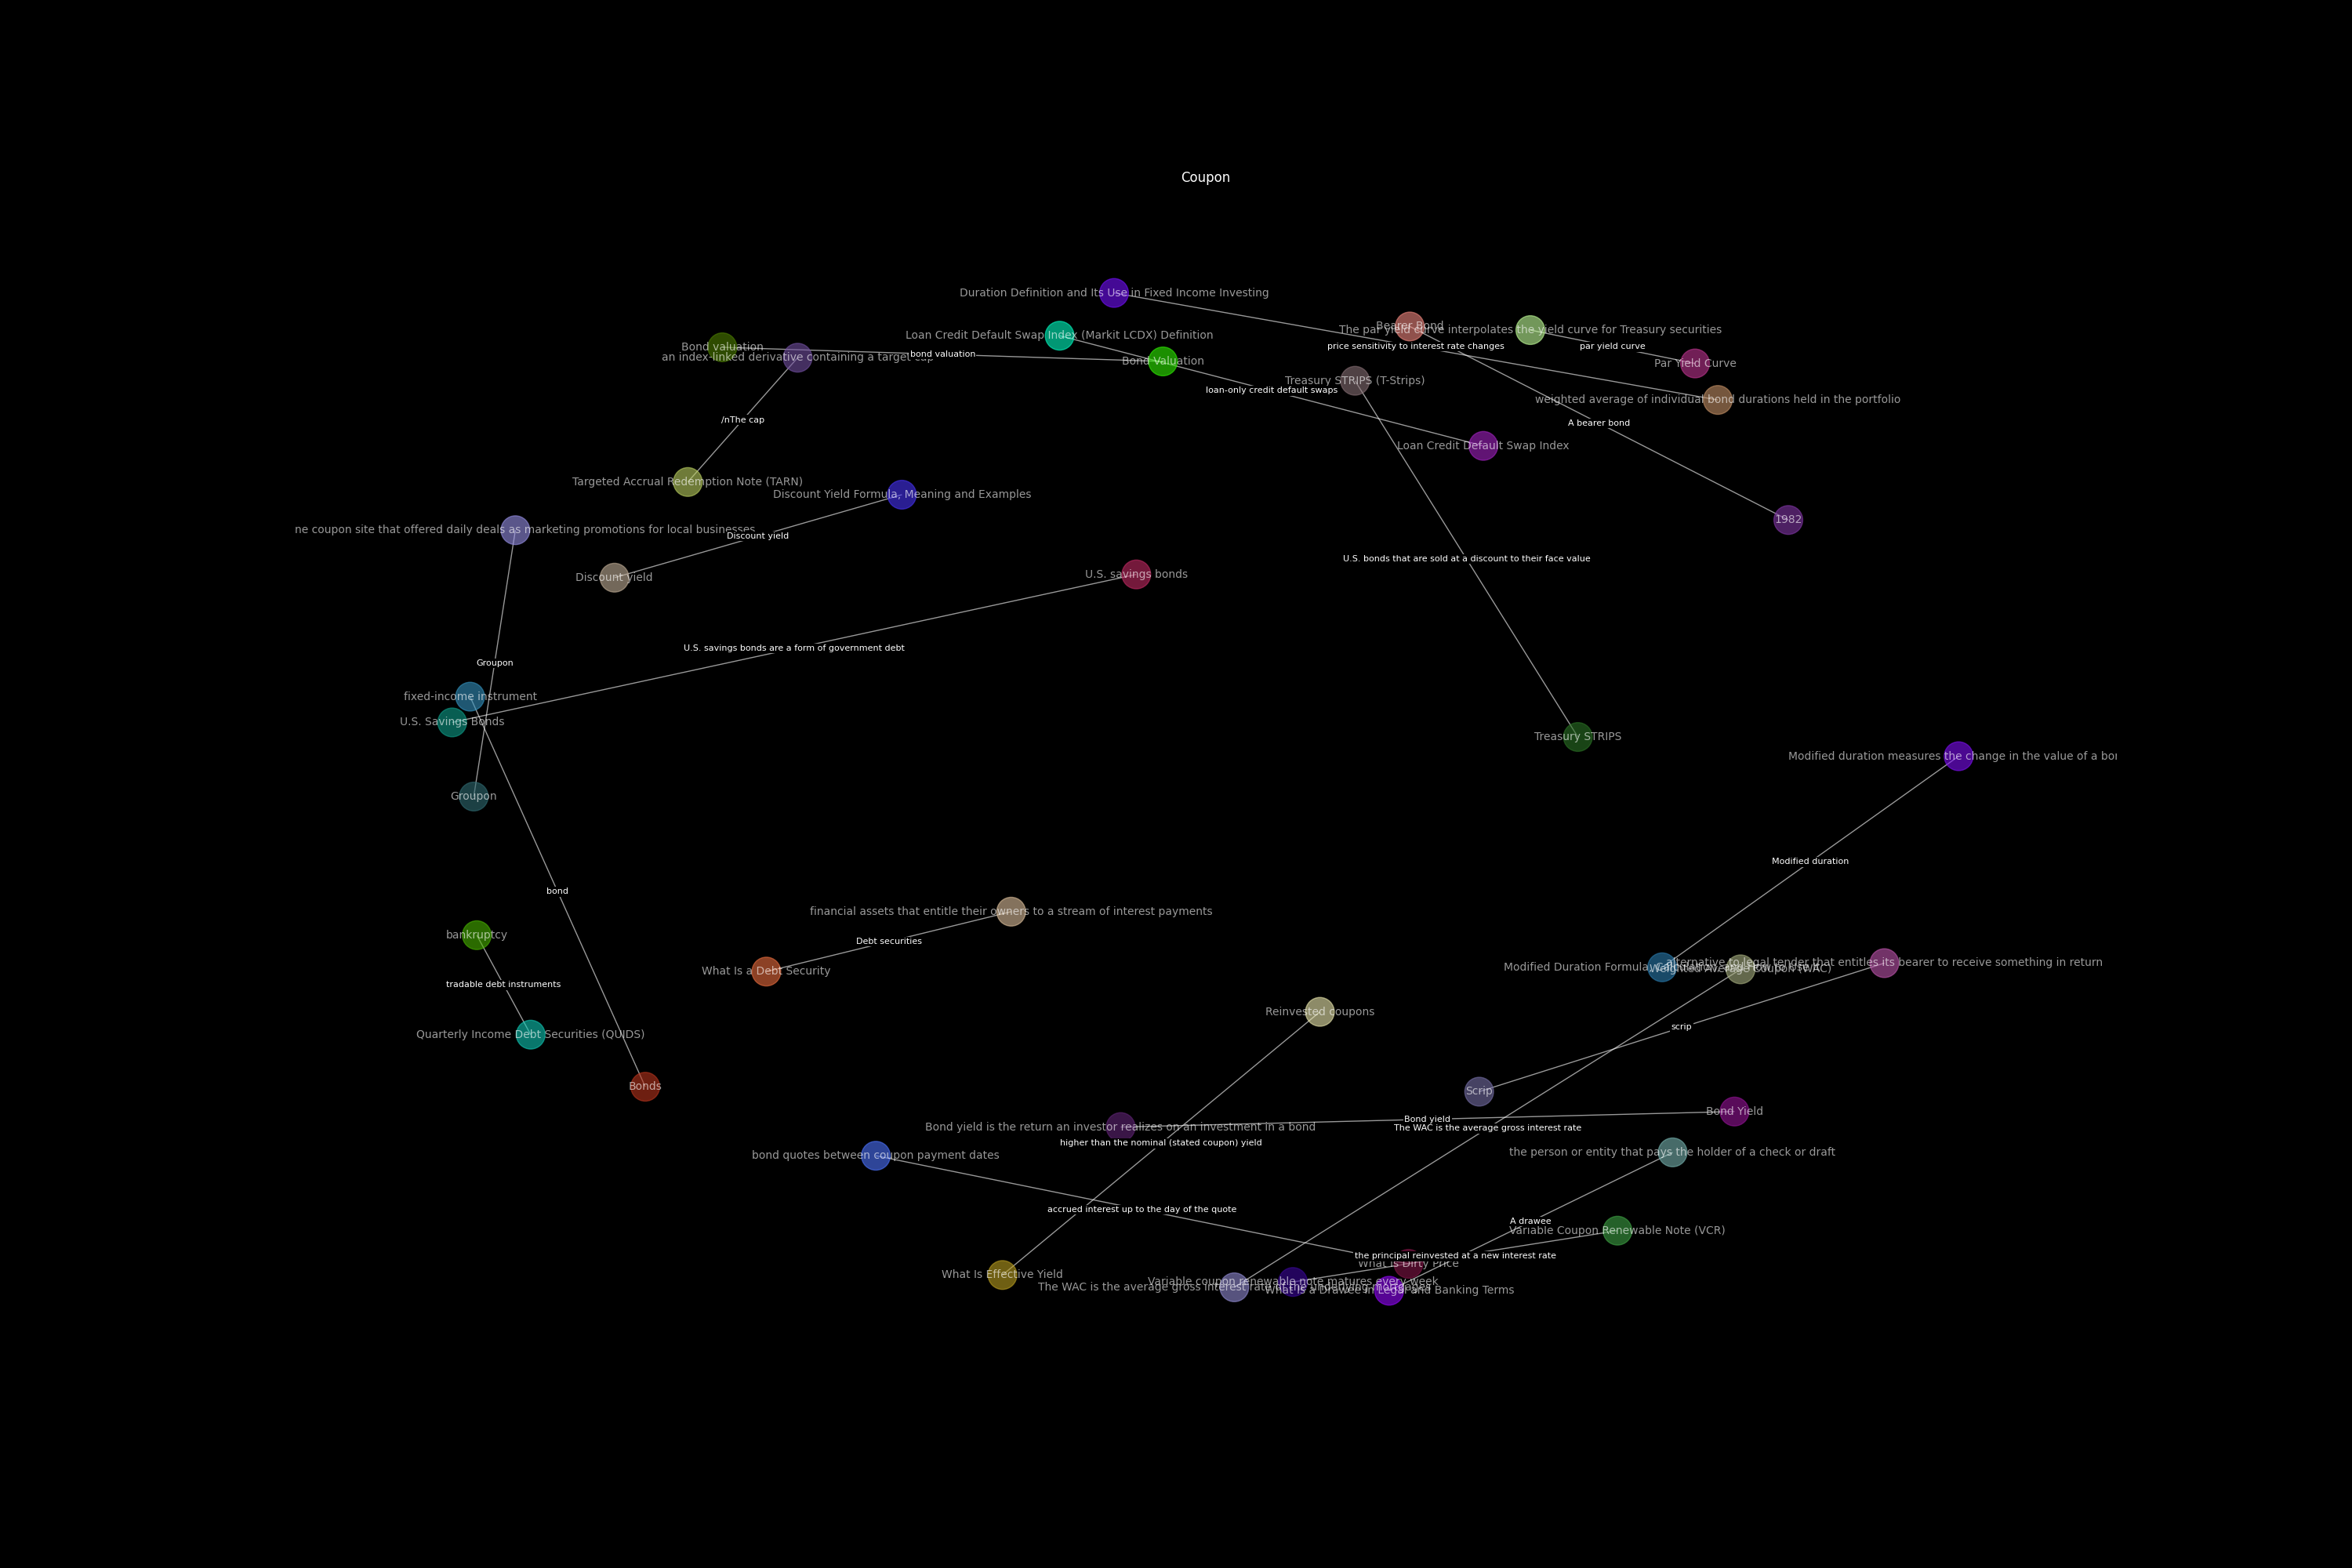 Coupon
Duration Definition and Its Use in Fixed Income Investing
Bearer Bond
The par yield curve interpolates the yield curve for Treasury securities
Loan Credit Default Swap Index (Markit LCDX) Definition
Bond valuation
price sensitivity to interest rate changes
par yield curve
bond valuation
an index-linked derivative containing a target cap
Bond Valuation
Par Yield Curve
Treasury STRIPS (T-Strips)
loan-only credit default swaps
weighted average of individual bond durations held in the portfolio
/nThe cap
A bearer bond
Loan Credit Default Swap Index
Targeted Accrual Redemption Note (TARN)
Discount Yield Formula, Meaning and Examples
1982
ne coupon site that offered daily deals as marketing promotions for local businesses
Discount yield
U.S. bonds that are sold at a discount to their face value
U.S. savings bonds
Discount yield
U.S. savings bonds are a form of government debt
Groupon
fixed-income instrument
U.S. Savings Bonds
Treasury STRIPS
Modified duration measures the change in the value of a
Groupon
Modified duration
bond
financial assets that entitle their owners to a stream of interest payments
bankruptcy
Debt securities
alternative to legal tender that entitles its bearer to receive something in return
Modified Duration Formula,
Weighted Average Coupon (WAC)
What Is a Debt Security
tradable debt instruments
Reinvested coupons
scrip
Quarterly Income Debt Securities (QUIDS)
Bonds
Scrip
Bond Yield
Bond yield
Bond yield is the return an investor realizes on an investment in a bond
The WAC is the average gross interest rate
higher than the nominal (stated coupon) yield
the person or entity that pays the holder of a check or draft
bond quotes between coupon payment dates
accrued interest up to the day of the quote
A drawee
Variable Coupon Renewable Note (VCR)
the principal reinvested at a new interest rate
What Is Dirty Price
What Is Effective Yield
Variable coupon renewable note matures every week
The WAC is the average gross interest rate
What Is a Drawee in Legal and Banking Terms